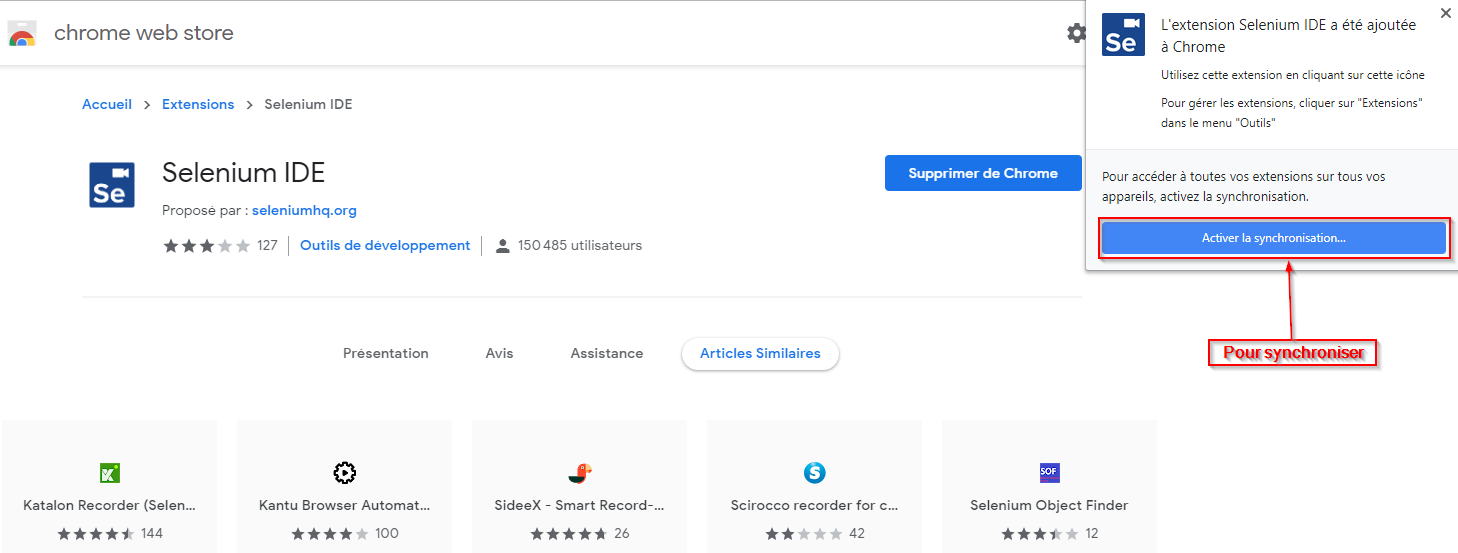 chrome web store
Accueil > Extensions > Selenium IDE
Se
Selenium IDE
Proposé par : seleniumhq.org
127 | Outils de développement | 150 485 utilisateurs
Supprimer de Chrome
Se
L'extension Selenium IDE a été ajoutée
à Chrome
Utilisez cette extension en cliquant sur cette icône
Pour gérer les extensions, cliquer sur "Extensions"
dans le menu "Outils"
Pour accéder à toutes vos extensions sur tous vos
appareils, activez la synchronisation.
Activer la synchronisation...
Pour synchroniser
Présentation Avis Assistance Articles Similaires
Katalon Recorder (Selen...
144
Kantu Browser Automat...
100
SideeX - Smart Record-...
26
S
Scirocco recorder for c...
42
SOF
Selenium Object Finder
12